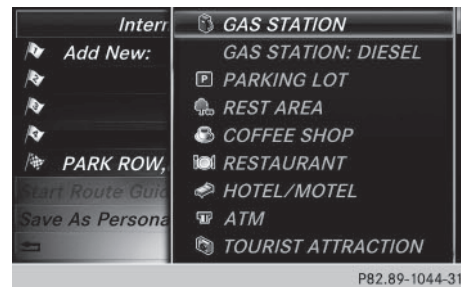 Interr
Add New:
PARK ROW,
Start Route Guid
Save As Persona
GAS STATION
GAS STATION: DIESEL
P PARKING LOT
REST AREA
COFFEE SHOP
RESTAURANT
HOTEL/MOTEL
ATM
TOURIST ATTRACTION
P82.89-1044-31